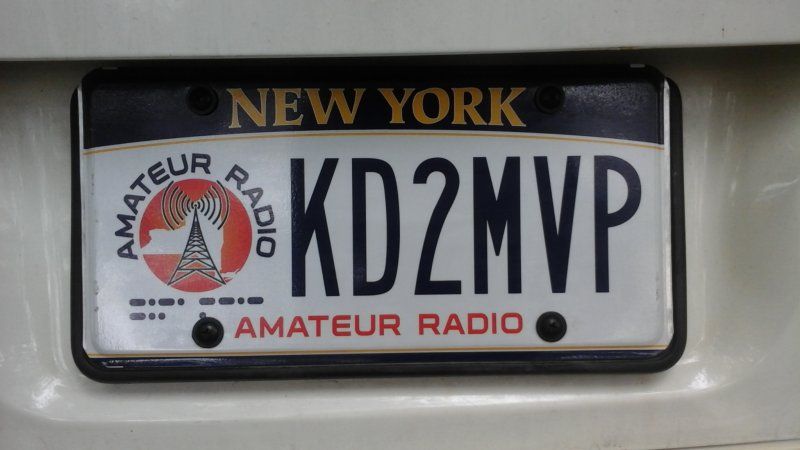 NEW YORK
AMATEUR RADIO
KD2MVP
AMATEUR RADIO